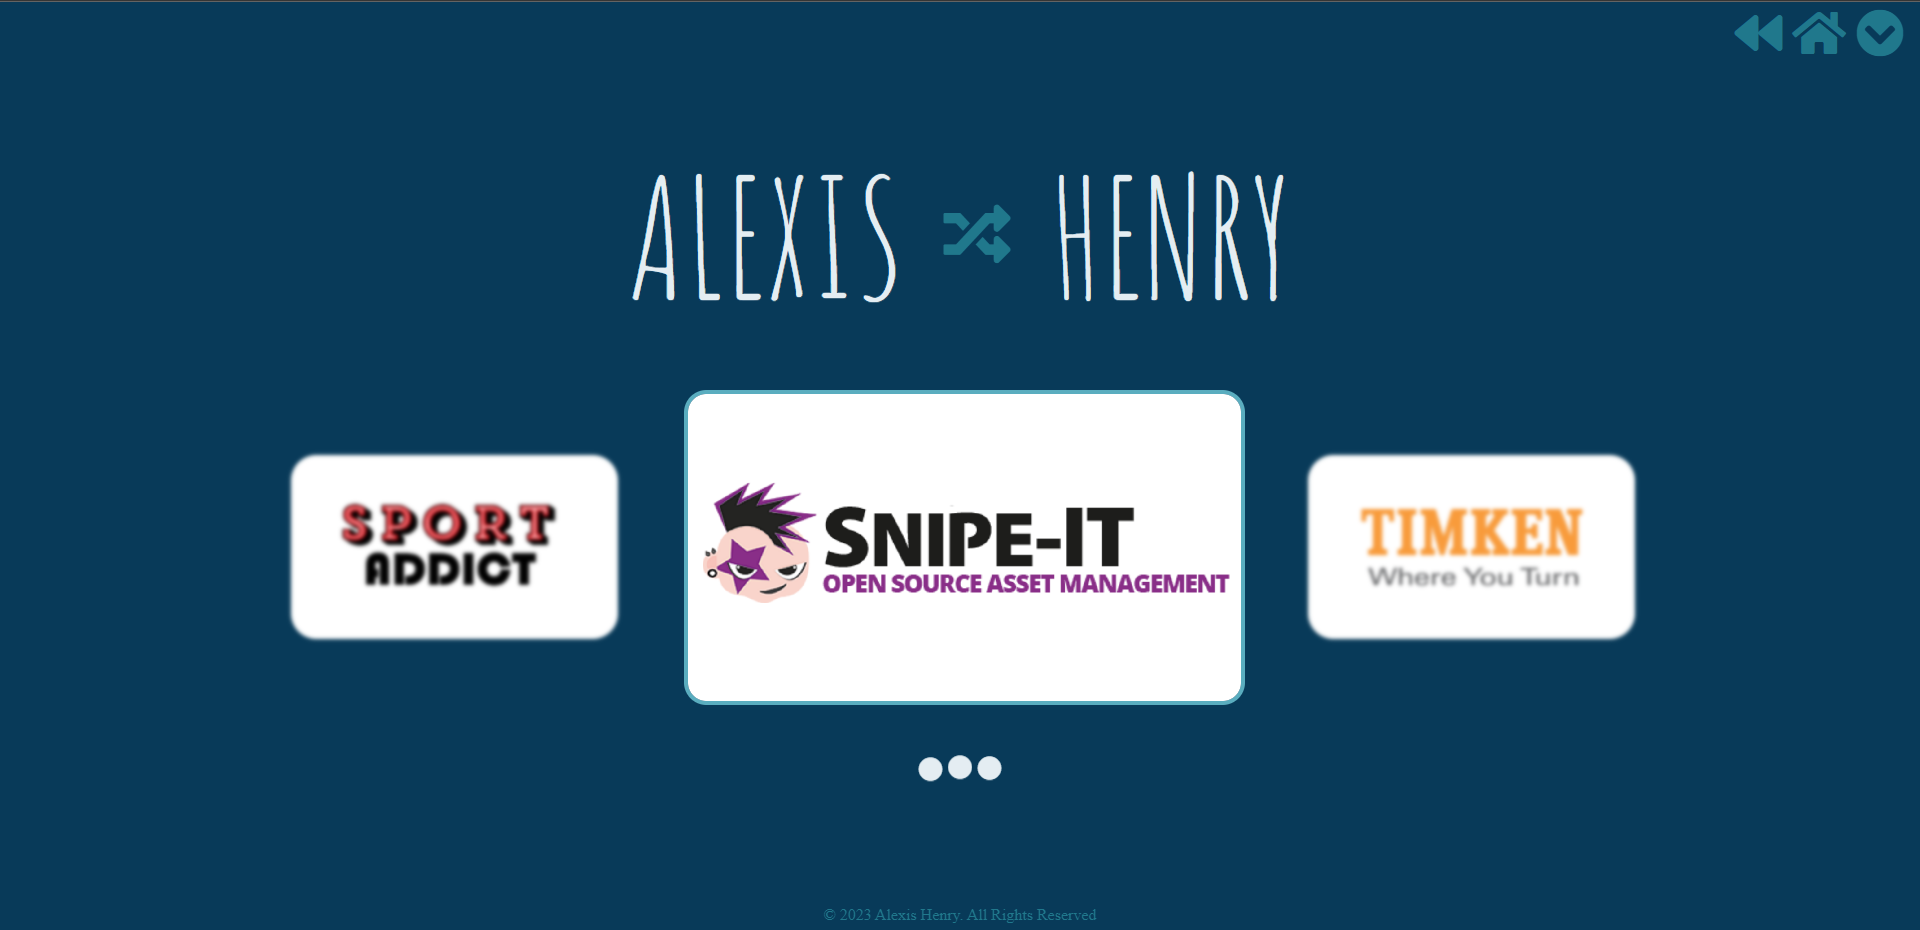 ALEXIS HENRY
SPORT
ADDICT
SNIPE-IT
OPEN SOURCE ASSET MANAGEMENT
TIMKEN
Where You Turn
© 2023 Alexis Henry. All Rights Reserved